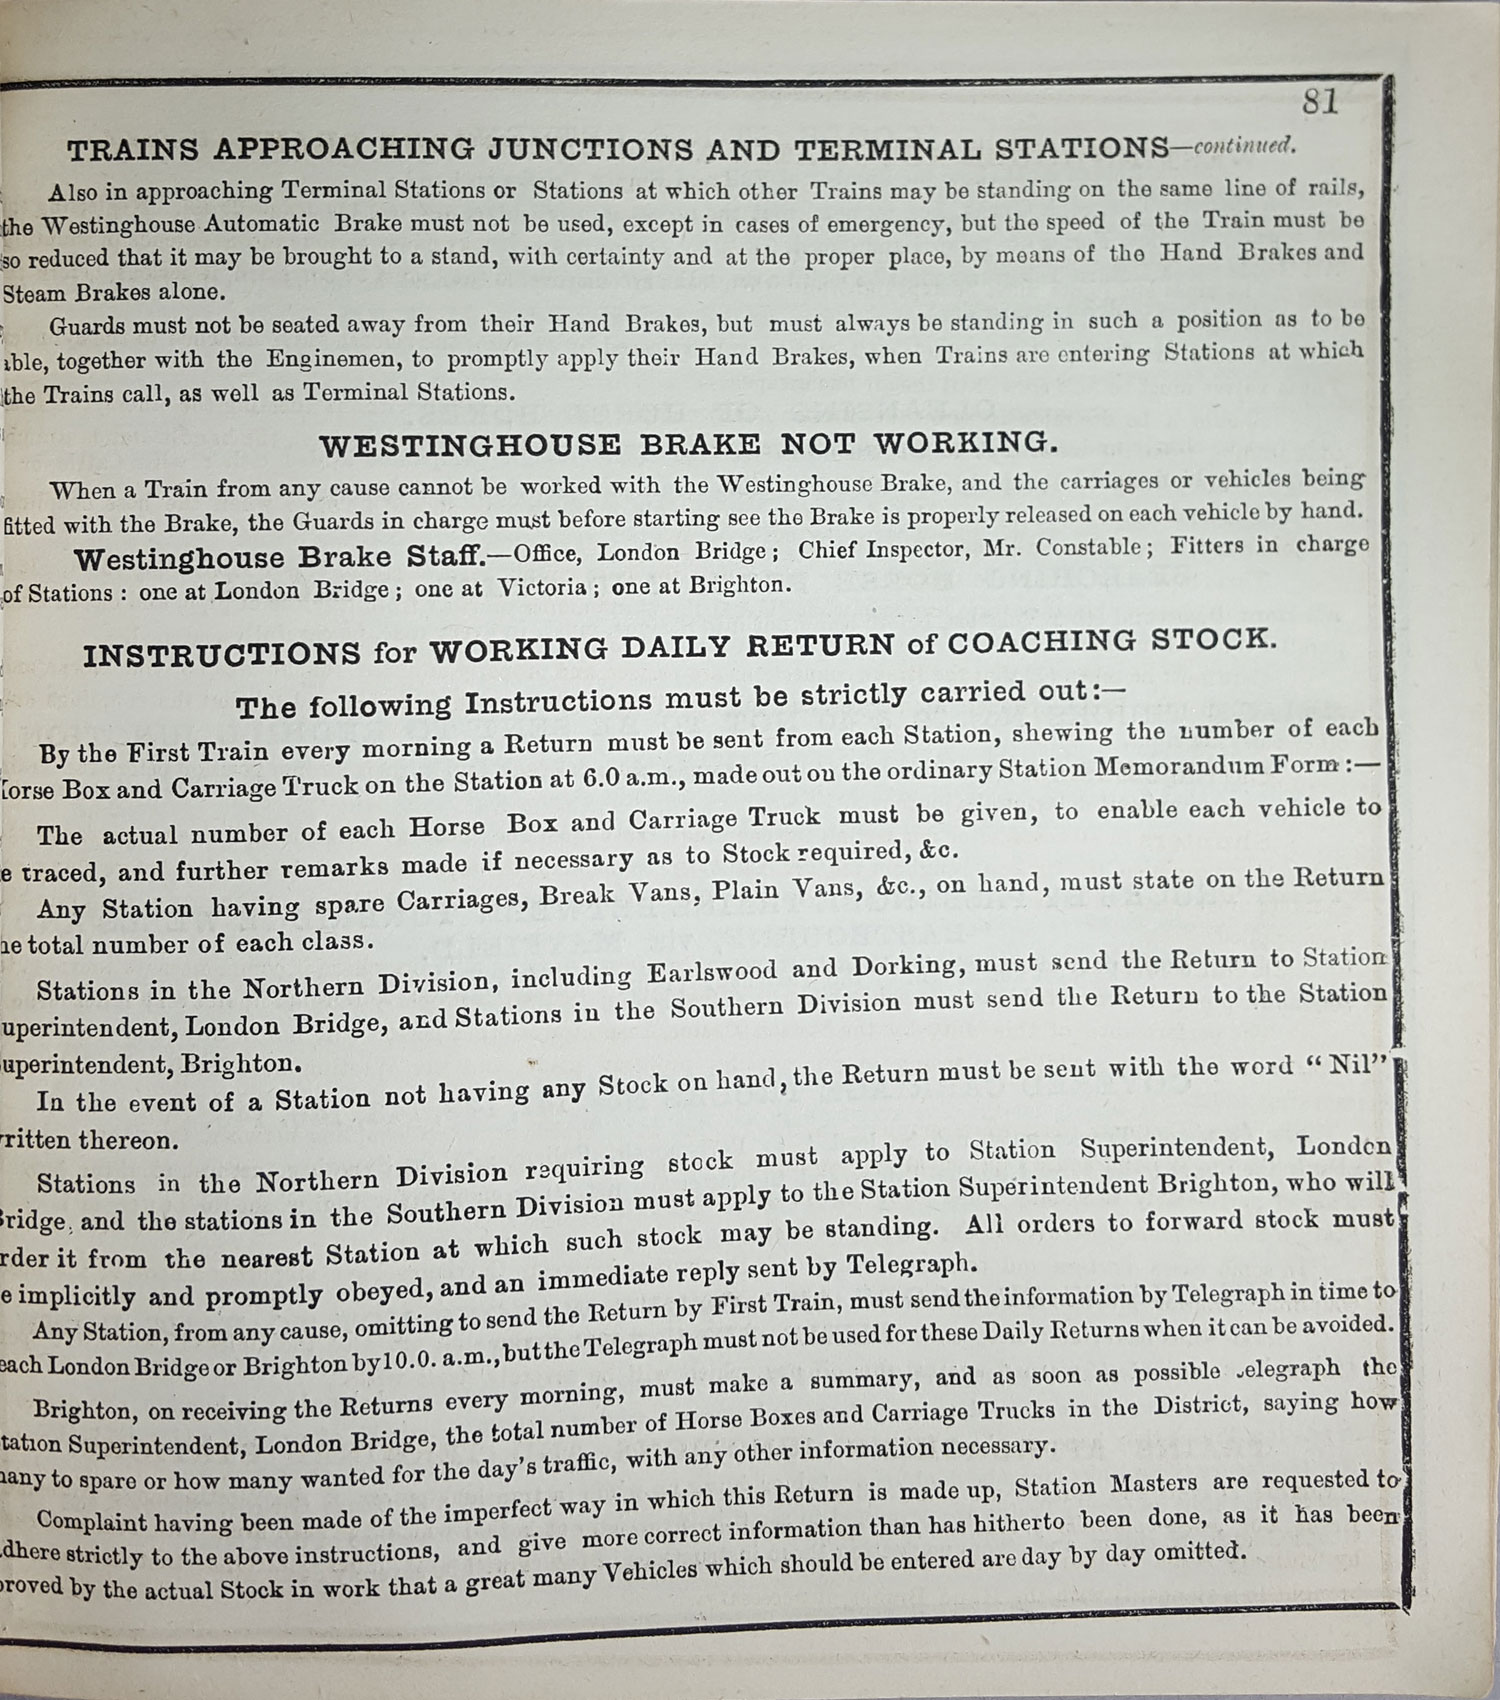 81
TRAINS APPROACHING JUNCTIONS AND TERMINAL STATIONS—continued.
Also in approaching Terminal Stations or Stations at which other Trains may be standing on the same line of rails,
the Westinghouse Automatic Brake must not be used, except in cases of emergency, but the speed of the Train must be
so reduced that it may be brought to a stand, with certainty and at the proper place, by means of the Hand Brakes and
Steam Brakes alone.
Guards must not be seated away from their Hand Brakes, but must always be standing in such a position as to be
able, together with the Enginemen, to promptly apply their Hand Brakes, when Trains are entering Stations at which
the Trains call, as well as Terminal Stations.
WESTINGHOUSE BRAKE NOT WORKING.
When a Train from any cause cannot be worked with the Westinghouse Brake, and the carriages or vehicles being
fitted with the Brake, the Guards in charge must before starting see the Brake is properly released on each vehicle by hand.
Westinghouse Brake Staff.—Office, London Bridge; Chief Inspector, Mr. Constable; Fitters in charge
of Stations: one at London Bridge; one at Victoria; one at Brighton.
INSTRUCTIONS for WORKING DAILY RETURN of COACHING STOCK.
The following Instructions must be strictly carried out:—
By the First Train every morning a Return must be sent from each Station, shewing the number of each
orse Box and Carriage Truck on the Station at 6.0 a.m., made out on the ordinary Station Memorandum Form:—
The actual number of each Horse Box and Carriage Truck must be given, to enable each vehicle to
e traced, and further remarks made if necessary as to Stock required, &c.
Any Station having spare Carriages, Break Vans, Plain Vans, &c., on hand, must state on the Return
he total number of each class.
Stations in the Northern Division, including Earlswood and Dorking, must send the Return to Station
uperintendent, London Bridge, and Stations in the Southern Division must send the Return to the Station
uperintendent, Brighton.
In the event of a Station not having any Stock on hand, the Return must be sent with the word "Nil"
ritten thereon.
Stations in the Northern Division requiring stock must apply to Station Superintendent, London
ridge, and the stations in the Southern Division must apply to the Station Superintendent Brighton, who will
rder it from the nearest Station at which such stock may be standing. All orders to forward stock must
e implicitly and promptly obeyed, and an immediate reply sent by Telegraph.
Any Station, from any cause, omitting to send the Return by First Train, must send the information by Telegraph in time to
each London Bridge or Brighton by 10.0. a.m., but the Telegraph must not be used for these Daily Returns when it can be avoided.
Brighton, on receiving the Returns every morning, must make a summary, and as soon as possible elegraph the
tation Superintendent, London Bridge, the total number of Horse Boxes and Carriage Trucks in the District, saying how
any to spare or how many wanted for the day's traffic, with any other information necessary.
Complaint having been made of the imperfect way in which this Return is made up, Station Masters are requested to
dhere strictly to the above instructions, and give more correct information than has hitherto been done, as it has been
roved by the actual Stock in work that a great many Vehicles which should be entered are day by day omitted.